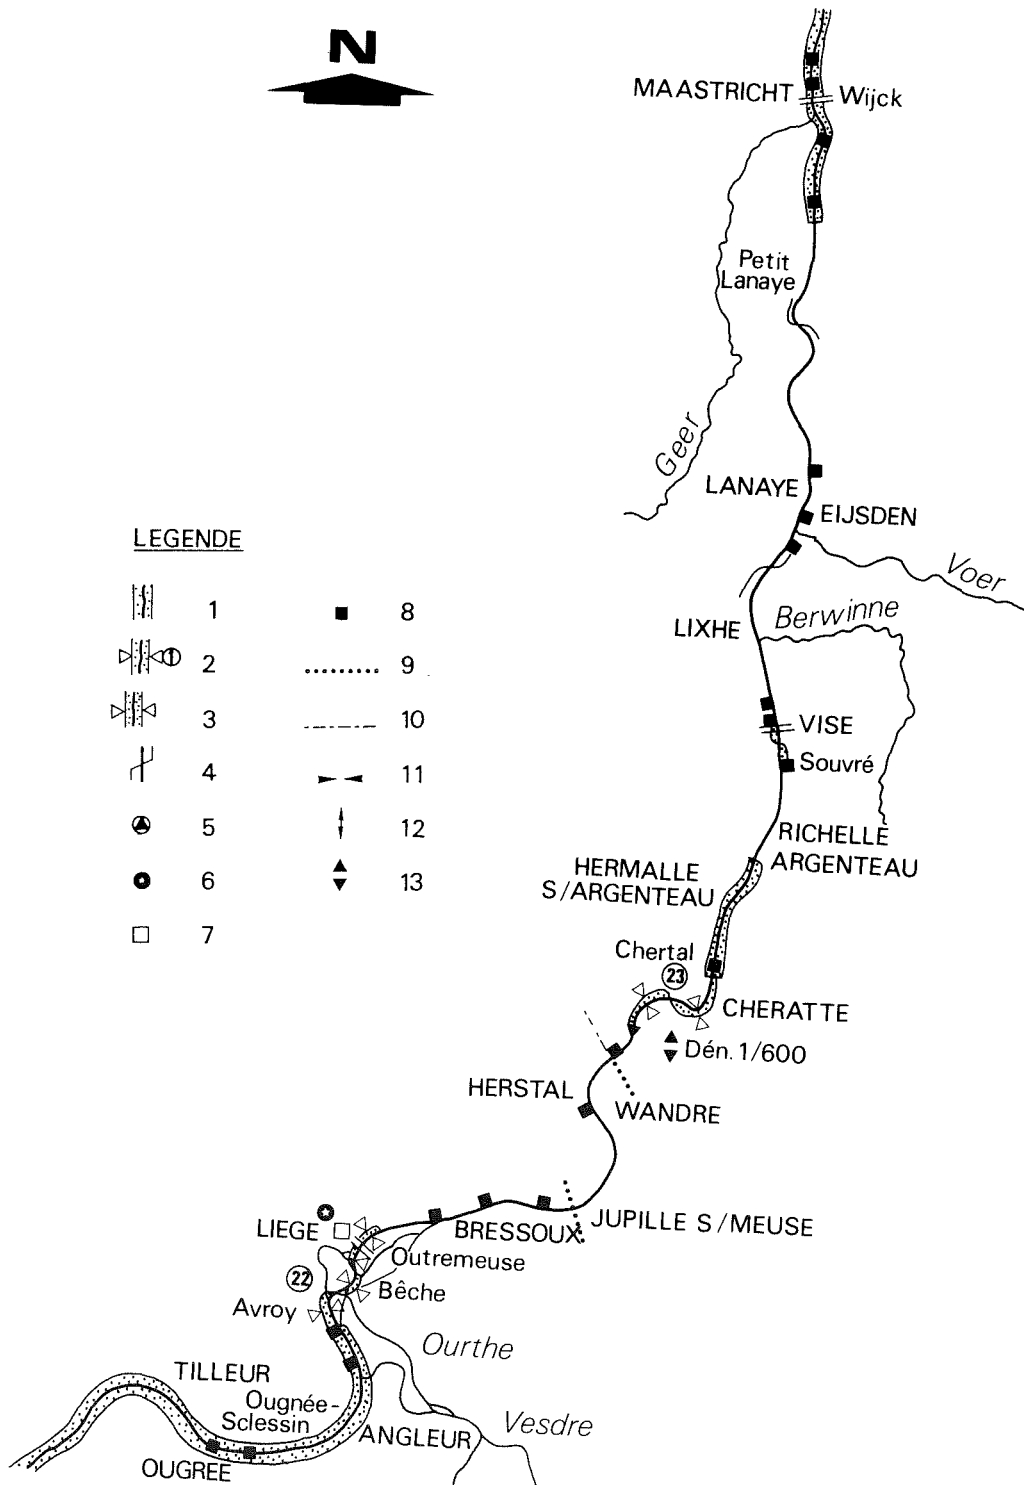 N
MAASTRICHT
Wijck
Petit
Lanaye
Geer
LANAYE
EIJSDEN
Voer
LIXHE
Berwinne
VISE
Souvré
RICHELLE
ARGENTEAU
HERMALLE
S/ARGENTEAU
Chertal
23
CHERATTE
Dén. 1/600
HERSTAL
WANDRE
LIEGE
BRESSOUX
JUPILLE S/MEUSE
Outremeuse
22
Bêche
Avroy
Ourthe
TILLEUR
Ougnée-
Sclessin
ANGLEUR
Vesdre
OUGREE
LEGENDE
1
1
2
3
4
5
6
7
8
9
10
11
12
13